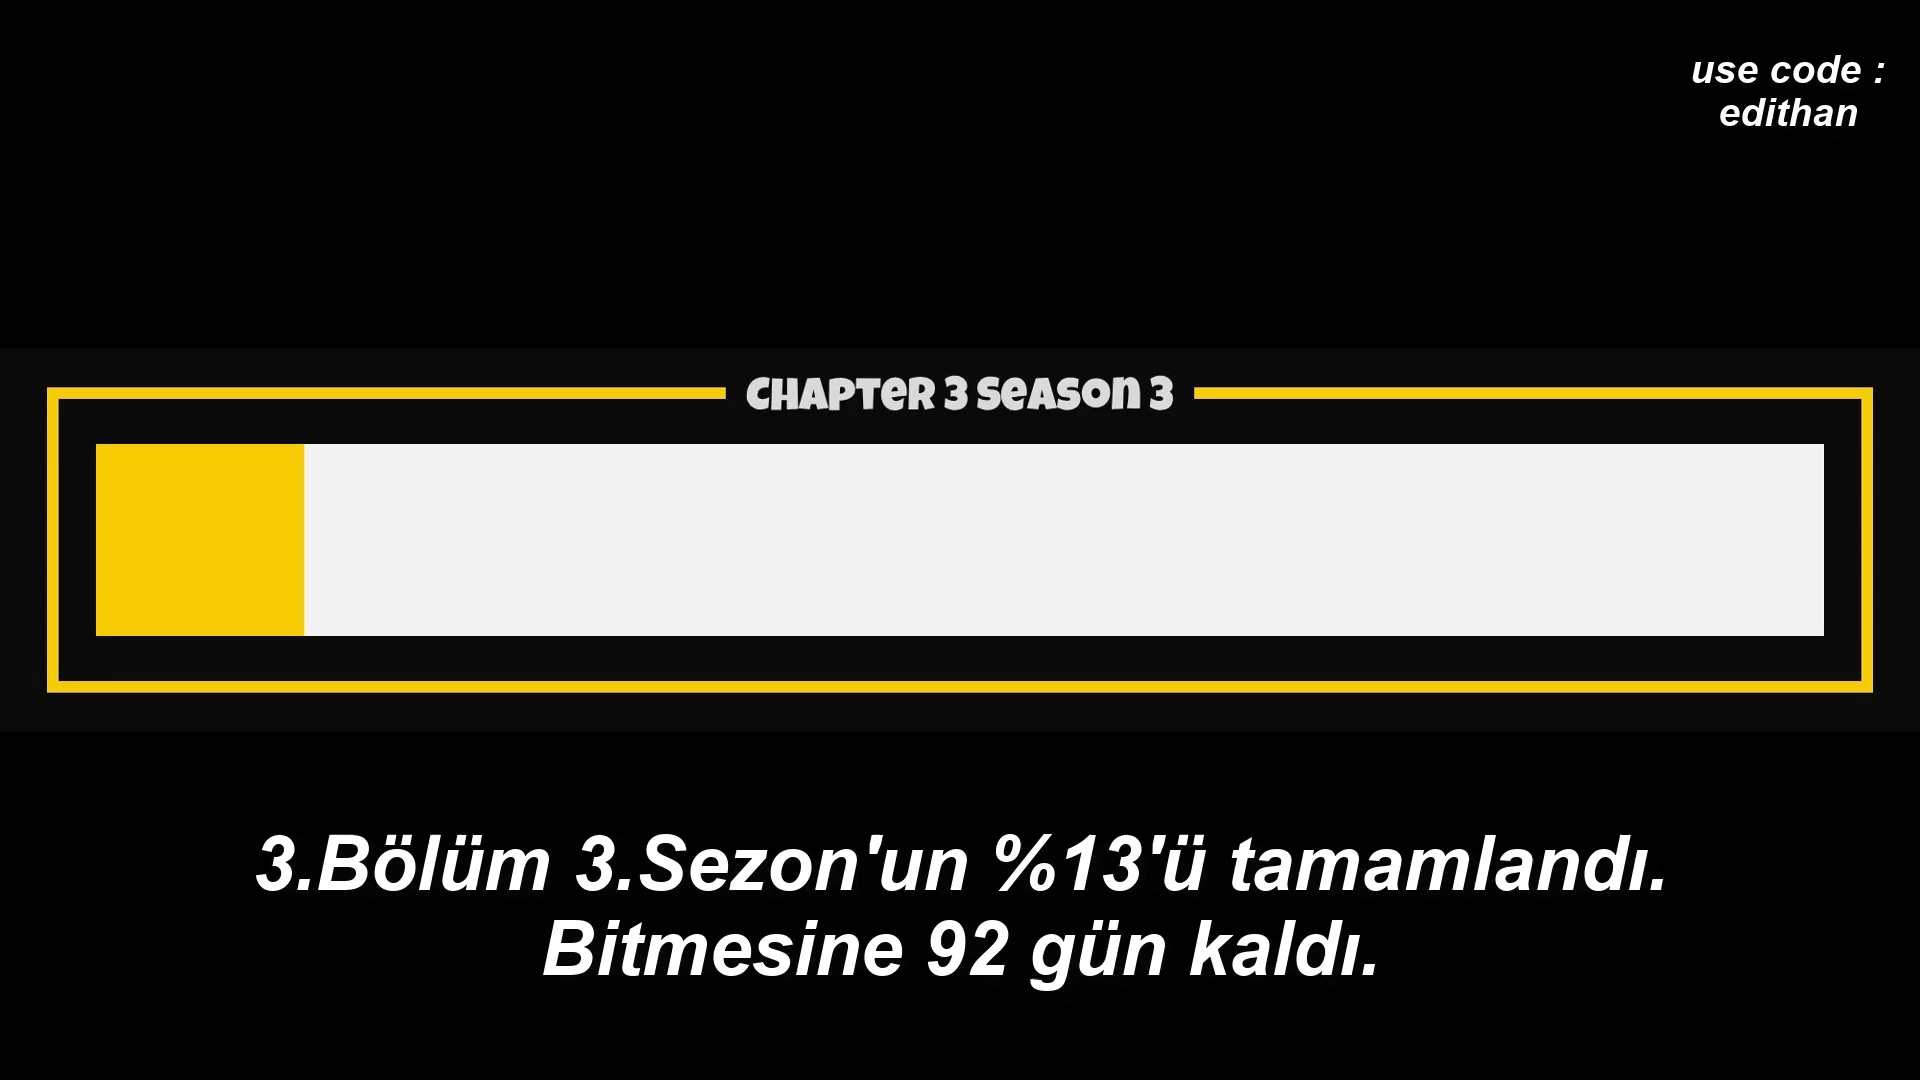 use code :
edithan
CHAPTER 3 SEASON 3
3.Bölüm 3.Sezon'un %13'ü tamamlandı.
Bitmesine 92 gün kaldı.